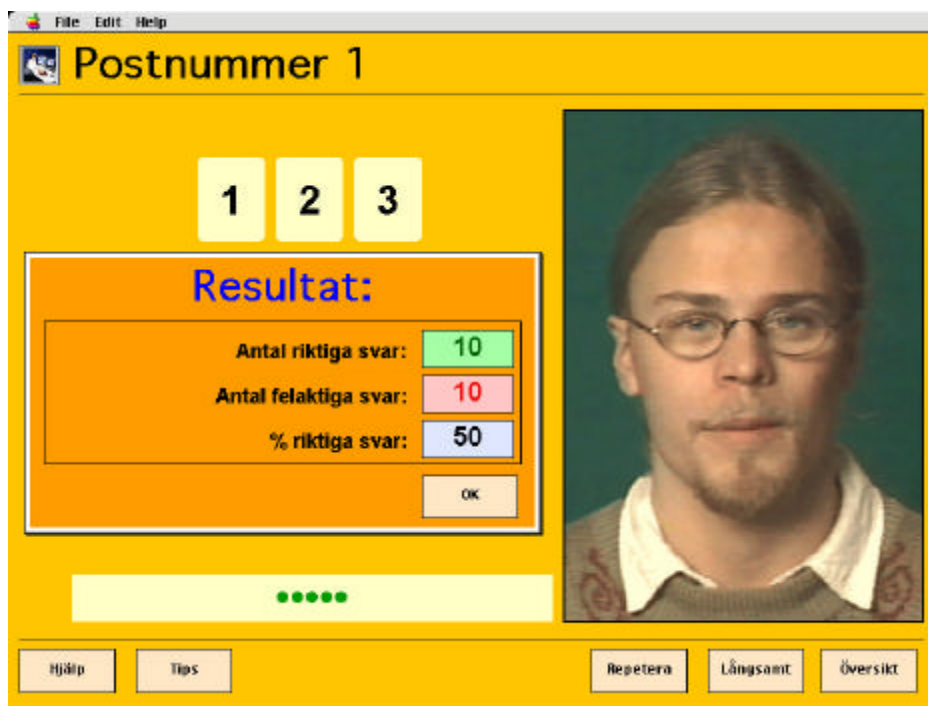 File Edit Help
Postnummer 1
1 2 3
Resultat:
Antal riktiga svar: 10
Antal felaktiga svar: 10
% riktiga svar: 50
OK
•••••
Hjälp Tips Repetera Långsamt Översikt